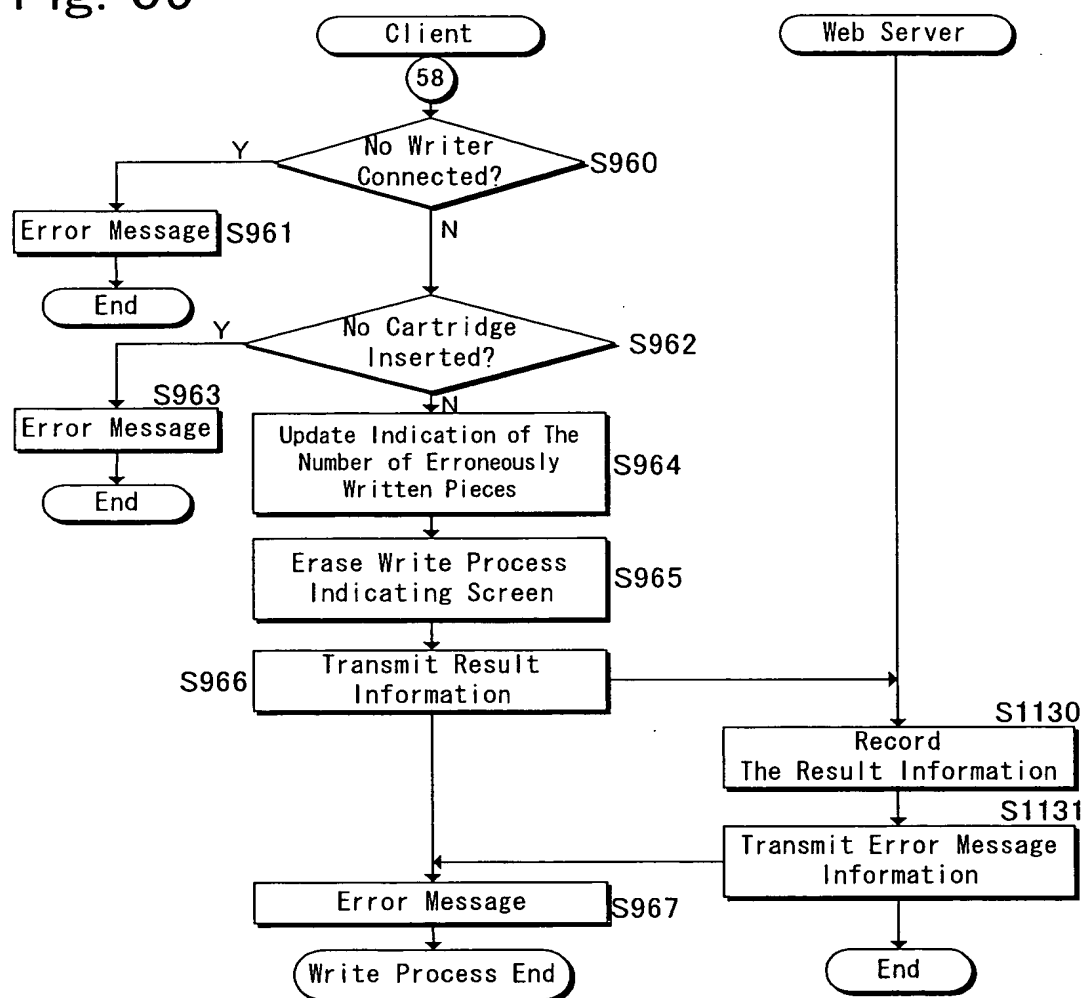 Client
Web Server
58
No Writer
Connected?
Y
S960
N
Error Message
S961
End
No Cartridge
Inserted?
Y
S962
N
S963
Error Message
End
Update Indication of The
Number of Erroneously
Written Pieces
S964
Erase Write Process
Indicating Screen
S965
S966
Transmit Result
Information
S1130
Record
The Result Information
S1131
Transmit Error Message
Information
Error Message
S967
Write Process End
End